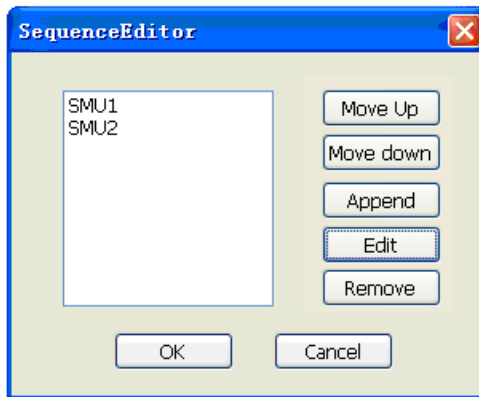 SequenceEditor
SMU1
SMU2
Move Up
Move down
Append
Edit
Remove
OK
Cancel